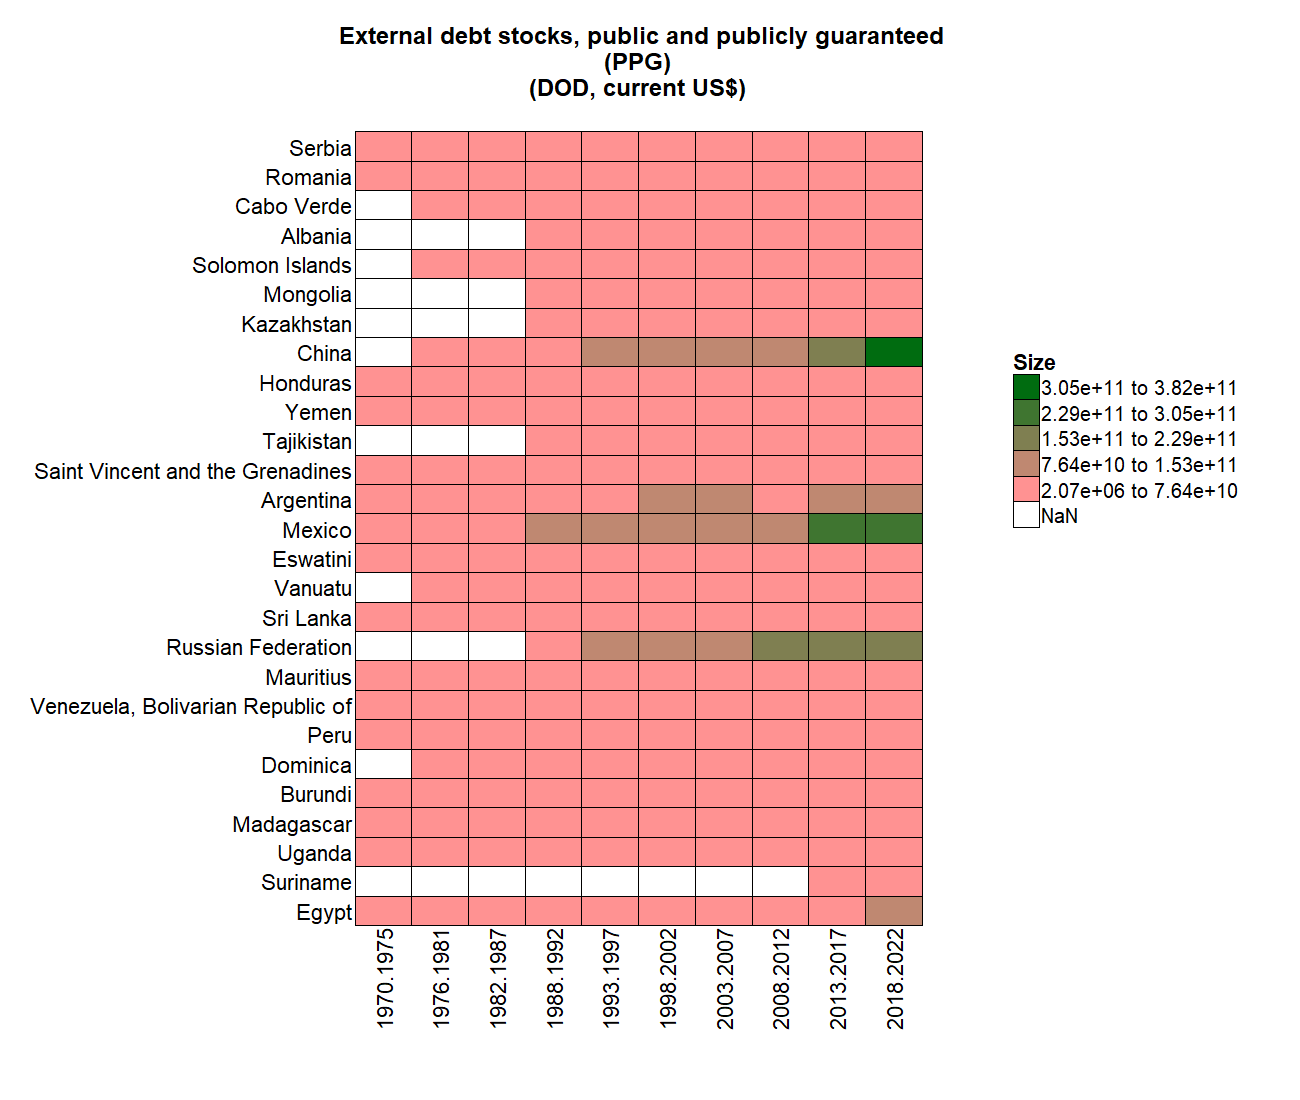 External debt stocks, public and publicly guaranteed
(PPG)
(DOD, current US$)
Serbia
Romania
Cabo Verde
Albania
Solomon Islands
Mongolia
Kazakhstan
China
Honduras
Yemen
Tajikistan
Saint Vincent and the Grenadines
Argentina
Mexico
Eswatini
Vanuatu
Sri Lanka
Russian Federation
Mauritius
Venezuela, Bolivarian Republic of
Peru
Dominica
Burundi
Madagascar
Uganda
Suriname
Egypt
1970.1975
1976.1981
1982.1987
1988.1992
1993.1997
1998.2002
2003.2007
2008.2012
2013.2017
2018.2022
Size
3.05e+11 to 3.82e+11
2.29e+11 to 3.05e+11
1.53e+11 to 2.29e+11
7.64e+10 to 1.53e+11
2.07e+06 to 7.64e+10
NaN